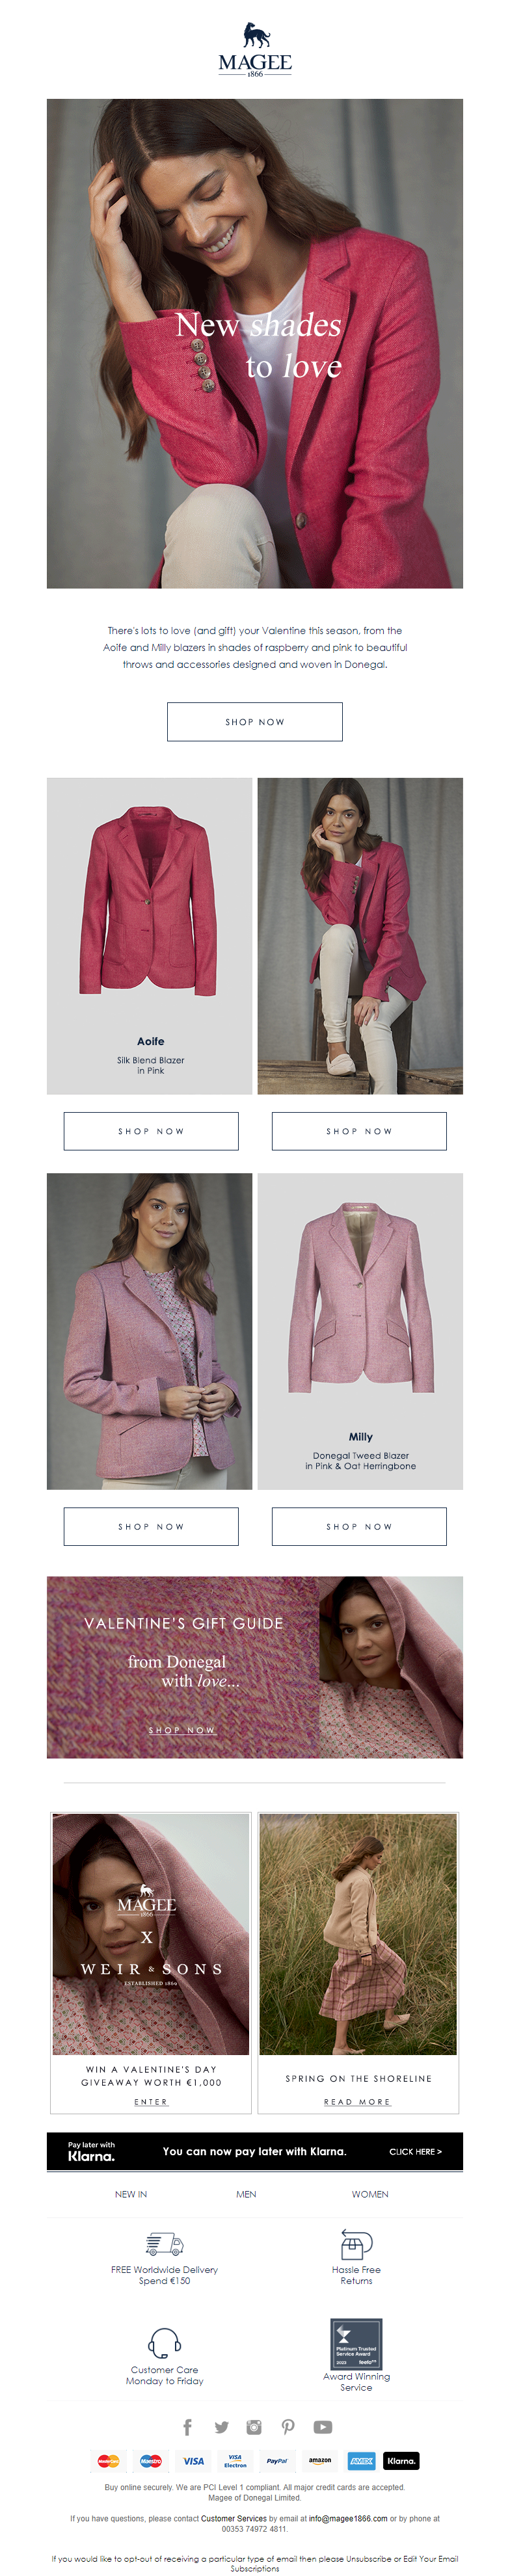 MAGEE
1866
New shades
to love
There's lots to love (and gift) your Valentine this season, from the
Aoife and Milly blazers in shades of raspberry and pink to beautiful
throws and accessories designed and woven in Donegal.
SHOP NOW
Aoife
Silk Blend Blazer
in Pink
SHOP NOW
SHOP NOW
Milly
Donegal Tweed Blazer
in Pink & Oat Herringbone
SHOP NOW
SHOP NOW
VALENTINE'S GIFT GUIDE
from Donegal
with love...
SHOP NOW
MAGEE
1866
X
WEIR & SONS
ESTABLISHED 1869
WIN A VALENTINE'S DAY
GIVEAWAY WORTH €1,000
ENTER
SPRING ON THE SHORELINE
READ MORE
Pay later with
Klarna.
You can now pay later with Klarna.
CLICK HERE >
NEW IN
MEN
WOMEN
FREE Worldwide Delivery
Spend €150
Hassle Free
Returns
Customer Care
Monday to Friday
Platinum Trusted
Service Award
2022 feefo
Award Winning
Service
MasterCard
Maestro
VISA
VISA
Electron
PayPal
amazon
AMEX
Klarna.
Buy online securely. We are PCI Level 1 compliant. All major credit cards are accepted.
Magee of Donegal Limited.
If you have questions, please contact Customer Services by email at info@magee1866.com or by phone at
00353 74972 4811.
If you would like to opt-out of receiving a particular type of email then please Unsubscribe or Edit Your Email
Subscriptions